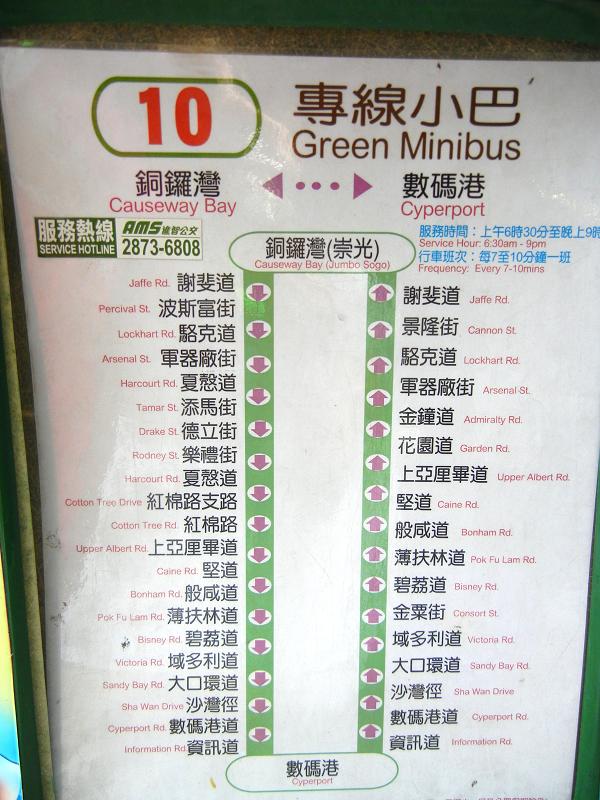 10
專線小巴
Green Minibus
銅鑼灣 數碼港
Causeway Bay Cyperport
服務熱線
SERVICE HOTLINE
AMS 進智公交
2873-6808
銅鑼灣(崇光)
Causeway Bay (Jumbo Sogo)
服務時間：上午6時30分至晚上9時
Service Hour: 6:30am - 9pm
行車班次：每7至10分鐘一班
Frequency: Every 7-10mins
Jaffe Rd. 謝斐道
Percival St. 波斯富街
Lockhart Rd. 駱克道
Arsenal St. 軍器廠街
Harcourt Rd. 夏慤道
Tamar St. 添馬街
Drake St. 德立街
Rodney St. 樂禮街
Harcourt Rd. 夏慤道
Cotton Tree Drive 紅棉路支路
Cotton Tree Rd. 紅棉路
Upper Albert Rd. 上亞厘畢道
Caine Rd. 堅道
Bonham Rd. 般咸道
Pok Fu Lam Rd. 薄扶林道
Bisney Rd. 碧荔道
Victoria Rd. 域多利道
Sandy Bay Rd. 大口環道
Sha Wan Drive 沙灣徑
Cyperport Rd. 數碼港道
Information Rd. 資訊道
謝斐道 Jaffe Rd.
景隆街 Cannon St.
駱克道 Lockhart Rd.
軍器廠街 Arsenal St.
金鐘道 Admiralty Rd.
花園道 Garden Rd.
上亞厘畢道 Upper Albert Rd.
堅道 Caine Rd.
般咸道 Bonham Rd.
薄扶林道 Pok Fu Lam Rd.
碧荔道 Bisney Rd.
金粟街 Consort St.
域多利道 Victoria Rd.
大口環道 Sandy Bay Rd.
沙灣徑 Sha Wan Drive
數碼港道 Cyperport Rd.
資訊道 Information Rd.
數碼港
Cyperport